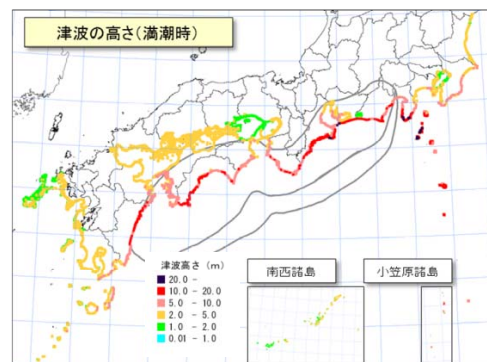 津波の高さ(満潮時)
津波高さ (m)
20.0 -
10.0 - 20.0
5.0 - 10.0
2.0 - 5.0
1.0 - 2.0
0.01 - 1.0
南西諸島
小笠原諸島